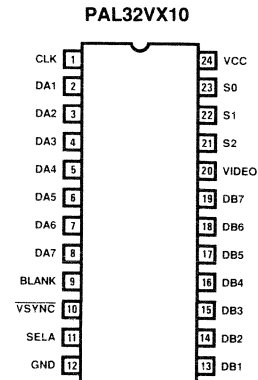 PAL32VX10
CLK 1 24 VCC
DA1 2 23 S0
DA2 3 22 S1
DA3 4 21 S2
DA4 5 20 VIDEO
DA5 6 19 DB7
DA6 7 18 DB6
DA7 8 17 DB5
BLANK 9 16 DB4
VSYNC 10 15 DB3
SELA 11 14 DB2
GND 12 13 DB1